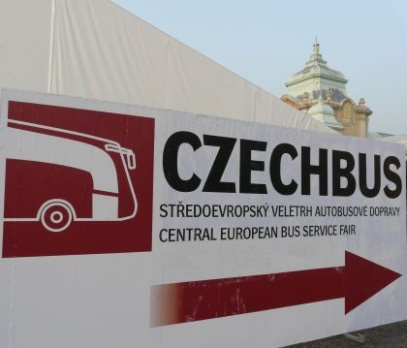 CZECHBUS
STŘEDOEVROPSKÝ VELETRH AUTOBUSOVÉ DOPRAVY
CENTRAL EUROPEAN BUS SERVICE FAIR